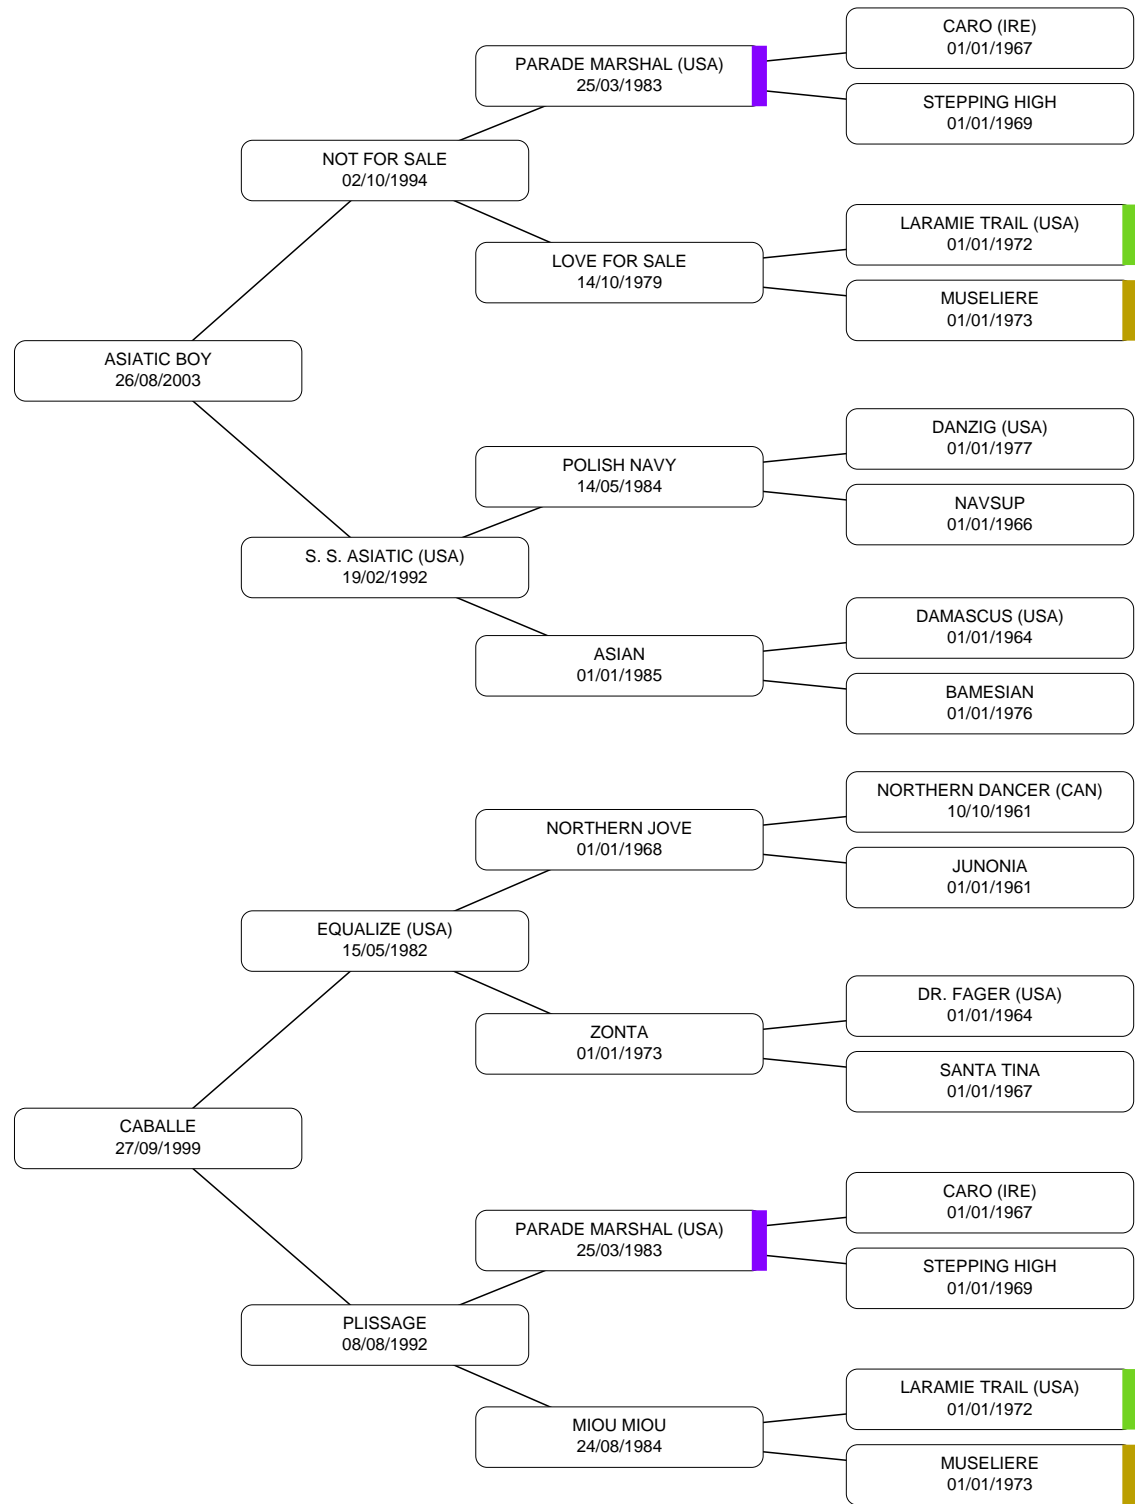 CARO (IRE)
01/01/1967
PARADE MARSHAL (USA)
25/03/1983
STEPPING HIGH
01/01/1969
NOT FOR SALE
02/10/1994
LARAMIE TRAIL (USA)
01/01/1972
LOVE FOR SALE
14/10/1979
MUSELIERE
01/01/1973
ASIATIC BOY
26/08/2003
DANZIG (USA)
01/01/1977
POLISH NAVY
14/05/1984
NAVSUP
01/01/1966
S. S. ASIATIC (USA)
19/02/1992
DAMASCUS (USA)
01/01/1964
ASIAN
01/01/1985
BAMESIAN
01/01/1976
NORTHERN DANCER (CAN)
10/10/1961
NORTHERN JOVE
01/01/1968
JUNONIA
01/01/1961
EQUALIZE (USA)
15/05/1982
DR. FAGER (USA)
01/01/1964
ZONTA
01/01/1973
SANTA TINA
01/01/1967
CABALLE
27/09/1999
CARO (IRE)
01/01/1967
PARADE MARSHAL (USA)
25/03/1983
STEPPING HIGH
01/01/1969
PLISSAGE
08/08/1992
LARAMIE TRAIL (USA)
01/01/1972
MIOU MIOU
24/08/1984
MUSELIERE
01/01/1973